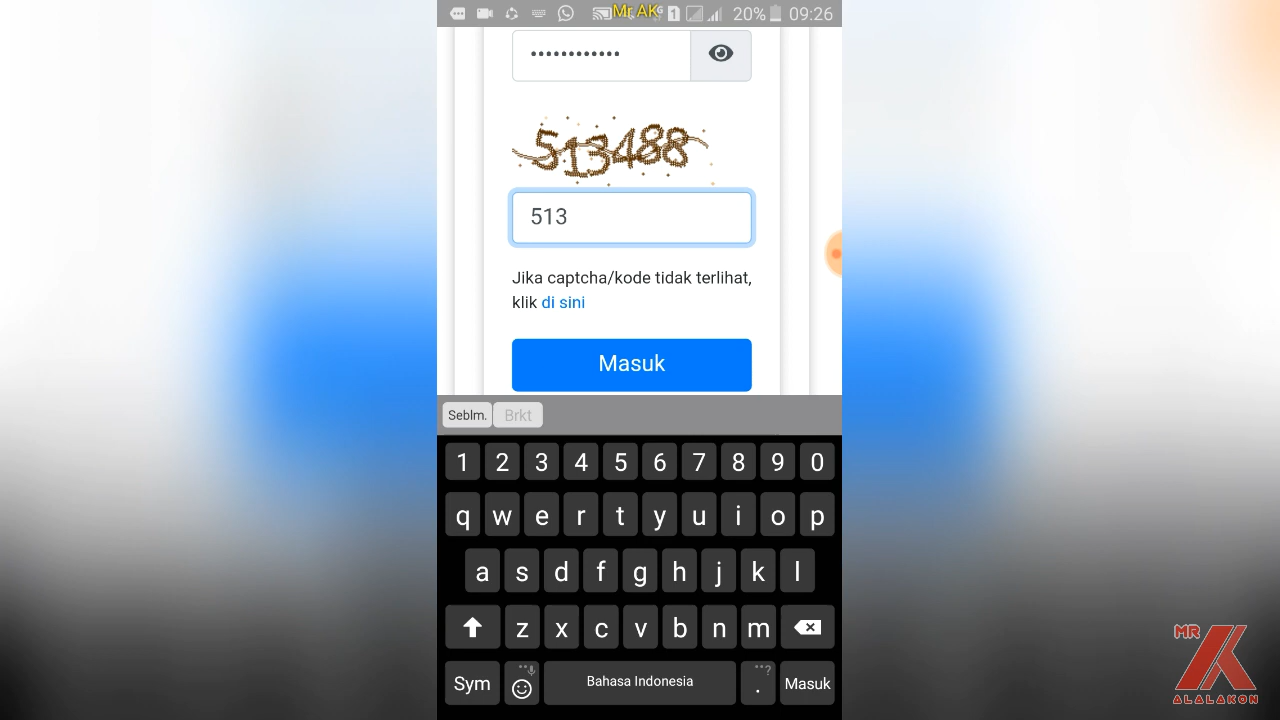 Mr AK
1 20% 09:26
••••••••••••
513488
513
Jika captcha/kode tidak terlihat,
klik di sini
Masuk
Seblm. Brkt
1 2 3 4 5 6 7 8 9 0
q w e r t y u i o p
a s d f g h j k l
z x c v b n m
Sym Bahasa Indonesia . Masuk
MR
ALALAKON